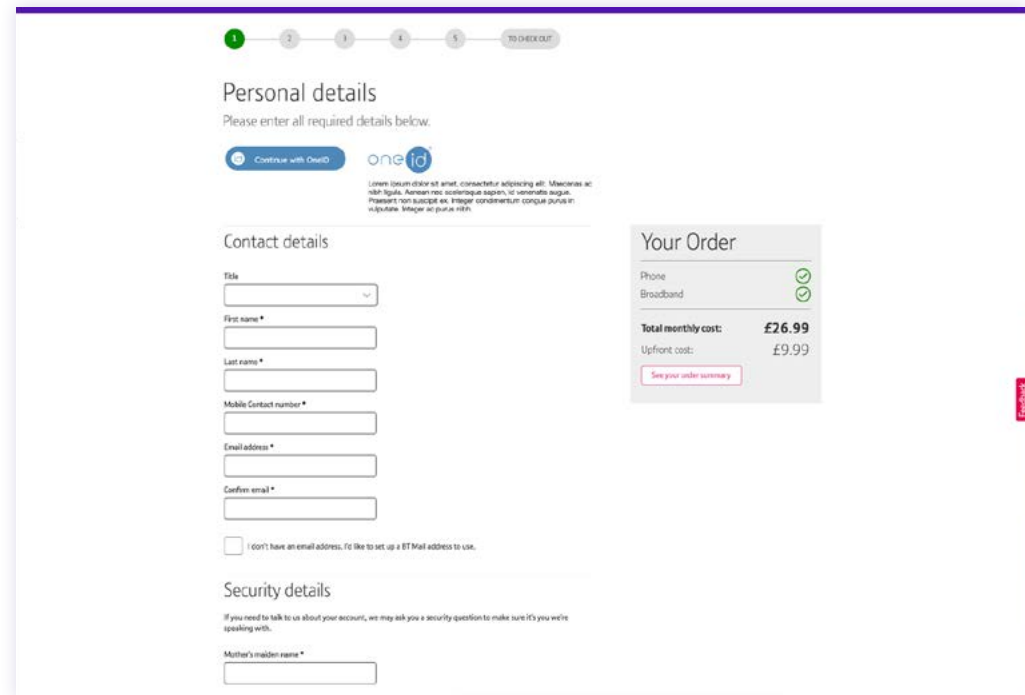 1 2 3 4 5 TO CHECK OUT
Personal details
Please enter all required details below.
Continue with OneID
oneid
Lorem ipsum dolor sit amet, consectetur adipiscing elit. Maecenas ac
nibh ligula. Aenean nec scelerisque sapien, id venenatis augue.
Praesent non suscipit ex. Integer condimentum congue purus in
vulputate. Integer ac purus nibh.
Contact details
Title
First name *
Last name *
Mobile Contact number *
Email address *
Confirm email *
I don't have an email address. I'd like to set up a BT Mail address to use.
Security details
If you need to talk to us about your account, we may ask you a security question to make sure it's you we're
speaking with.
Mother's maiden name *
Your Order
Phone
Broadband
Total monthly cost: £26.99
Upfront cost: £9.99
See your order summary
Feedback